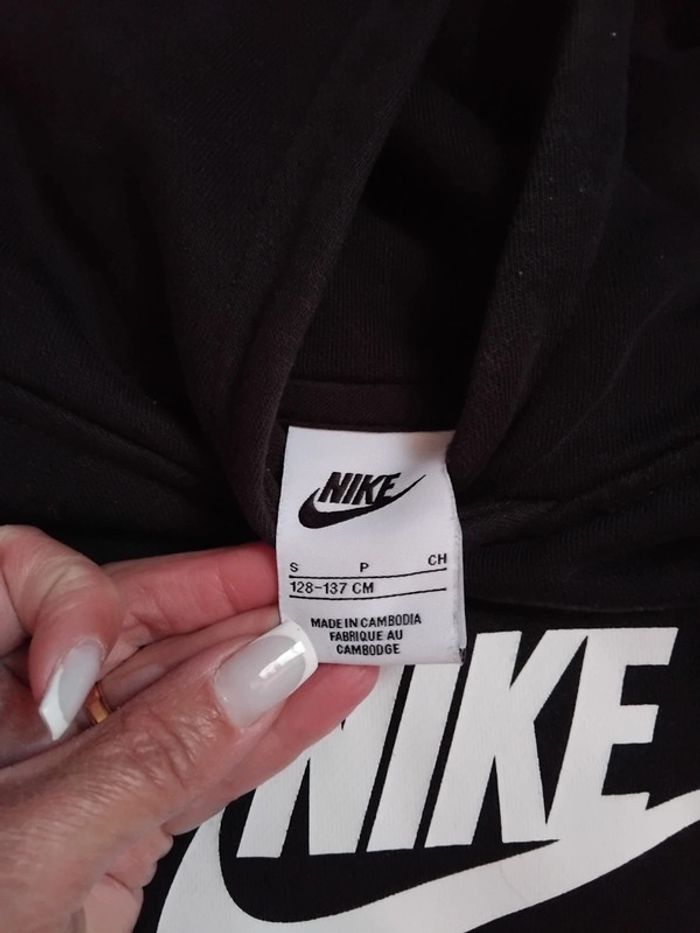 NIKE
S P CH
128-137 CM
MADE IN CAMBODIA
FABRIQUE AU
CAMBODGE
NIKE